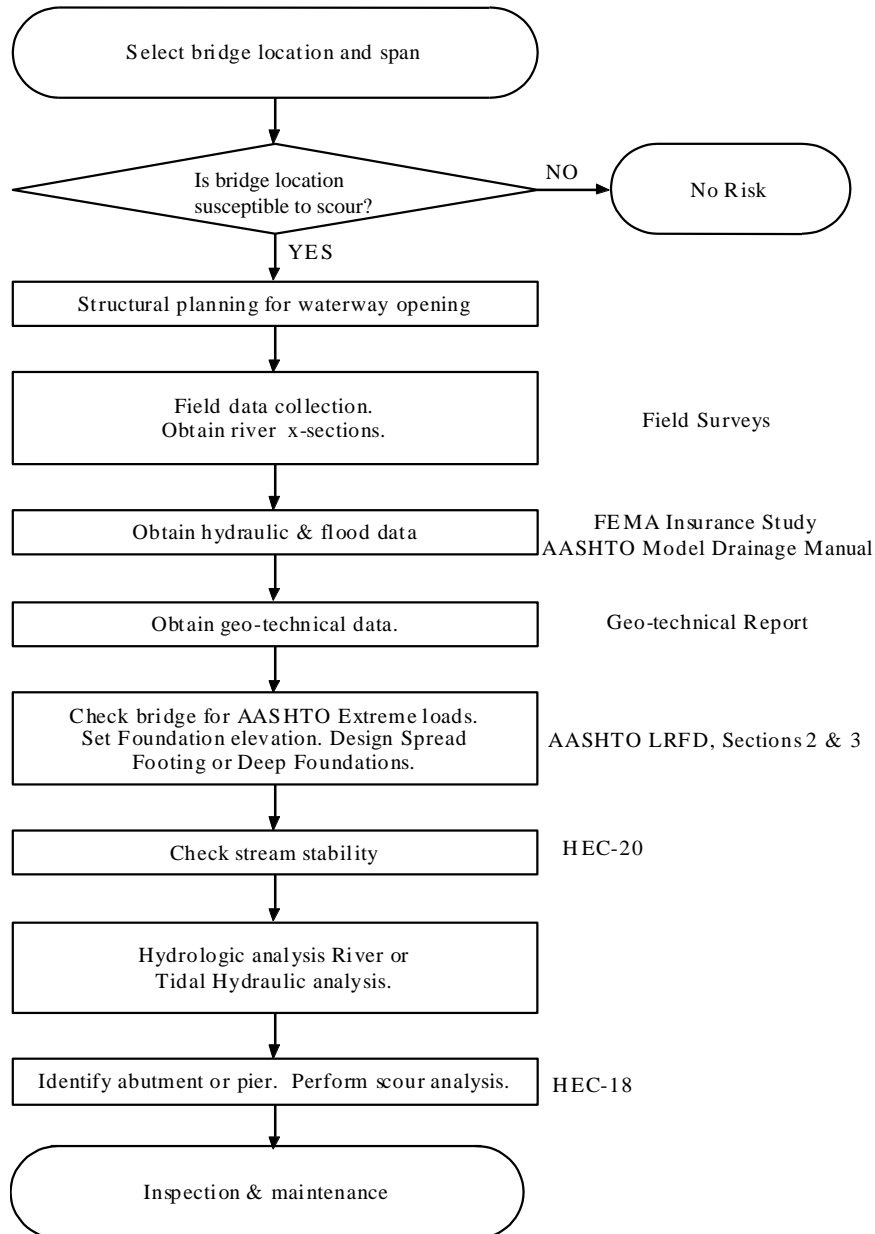 Select bridge location and span
Is bridge location
susceptible to scour?
NO
No Risk
YES
Structural planning for waterway opening
Field data collection.
Obtain river x-sections.
Field Surveys
Obtain hydraulic & flood data
FEMA Insurance Study
AASHTO Model Drainage Manual
Obtain geo-technical data.
Geo-technical Report
Check bridge for AASHTO Extreme loads.
Set Foundation elevation. Design Spread
Footing or Deep Foundations.
AASHTO LRFD, Sections 2 & 3
Check stream stability
HEC-20
Hydrologic analysis River or
Tidal Hydraulic analysis.
Identify abutment or pier. Perform scour analysis.
HEC-18
Inspection & maintenance